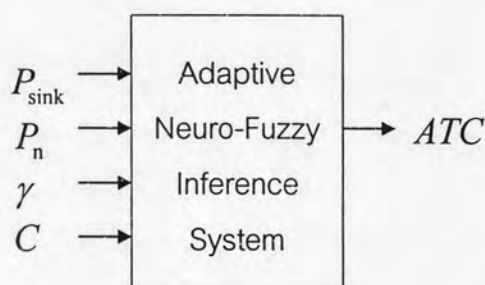 P_sink
Adaptive
P_n
Neuro-Fuzzy
ATC
γ
Inference
C
System